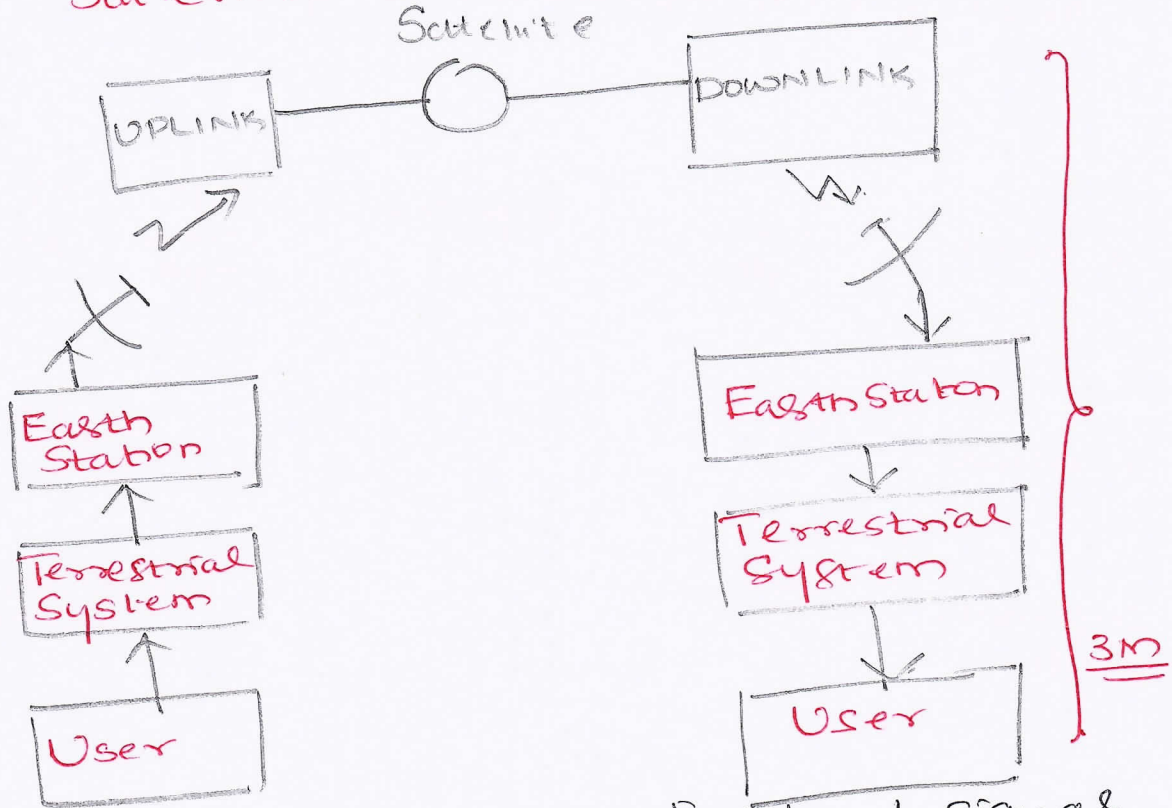 Satellite
UPLINK
DOWNLINK
Earth
Station
Earth Station
Terrestrial
System
Terrestrial
System
3M
User
User